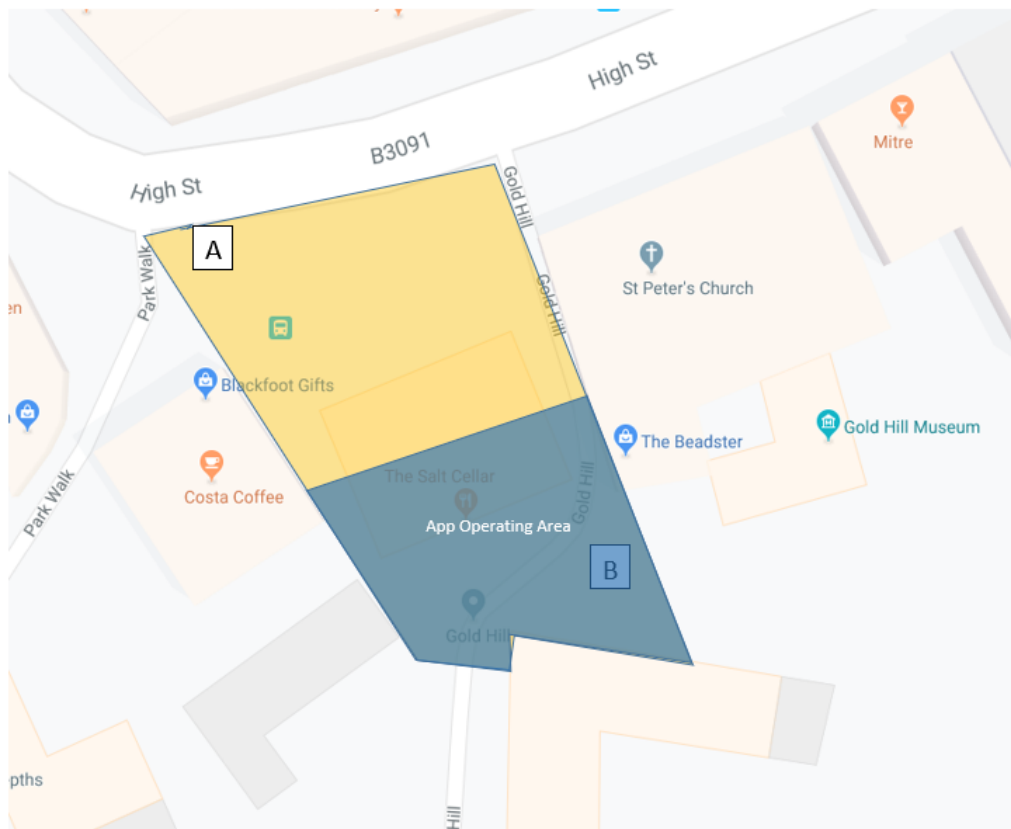 High St
B3091
High St
Mitre
Gold Hill
A
Park Walk
Gold Hill
St Peter's Church
en
Blackfoot Gifts
The Beadster
Gold Hill Museum
The Salt Cellar
Costa Coffee
Gold Hill
Park Walk
App Operating Area
B
Gold Hill
pths
Hill